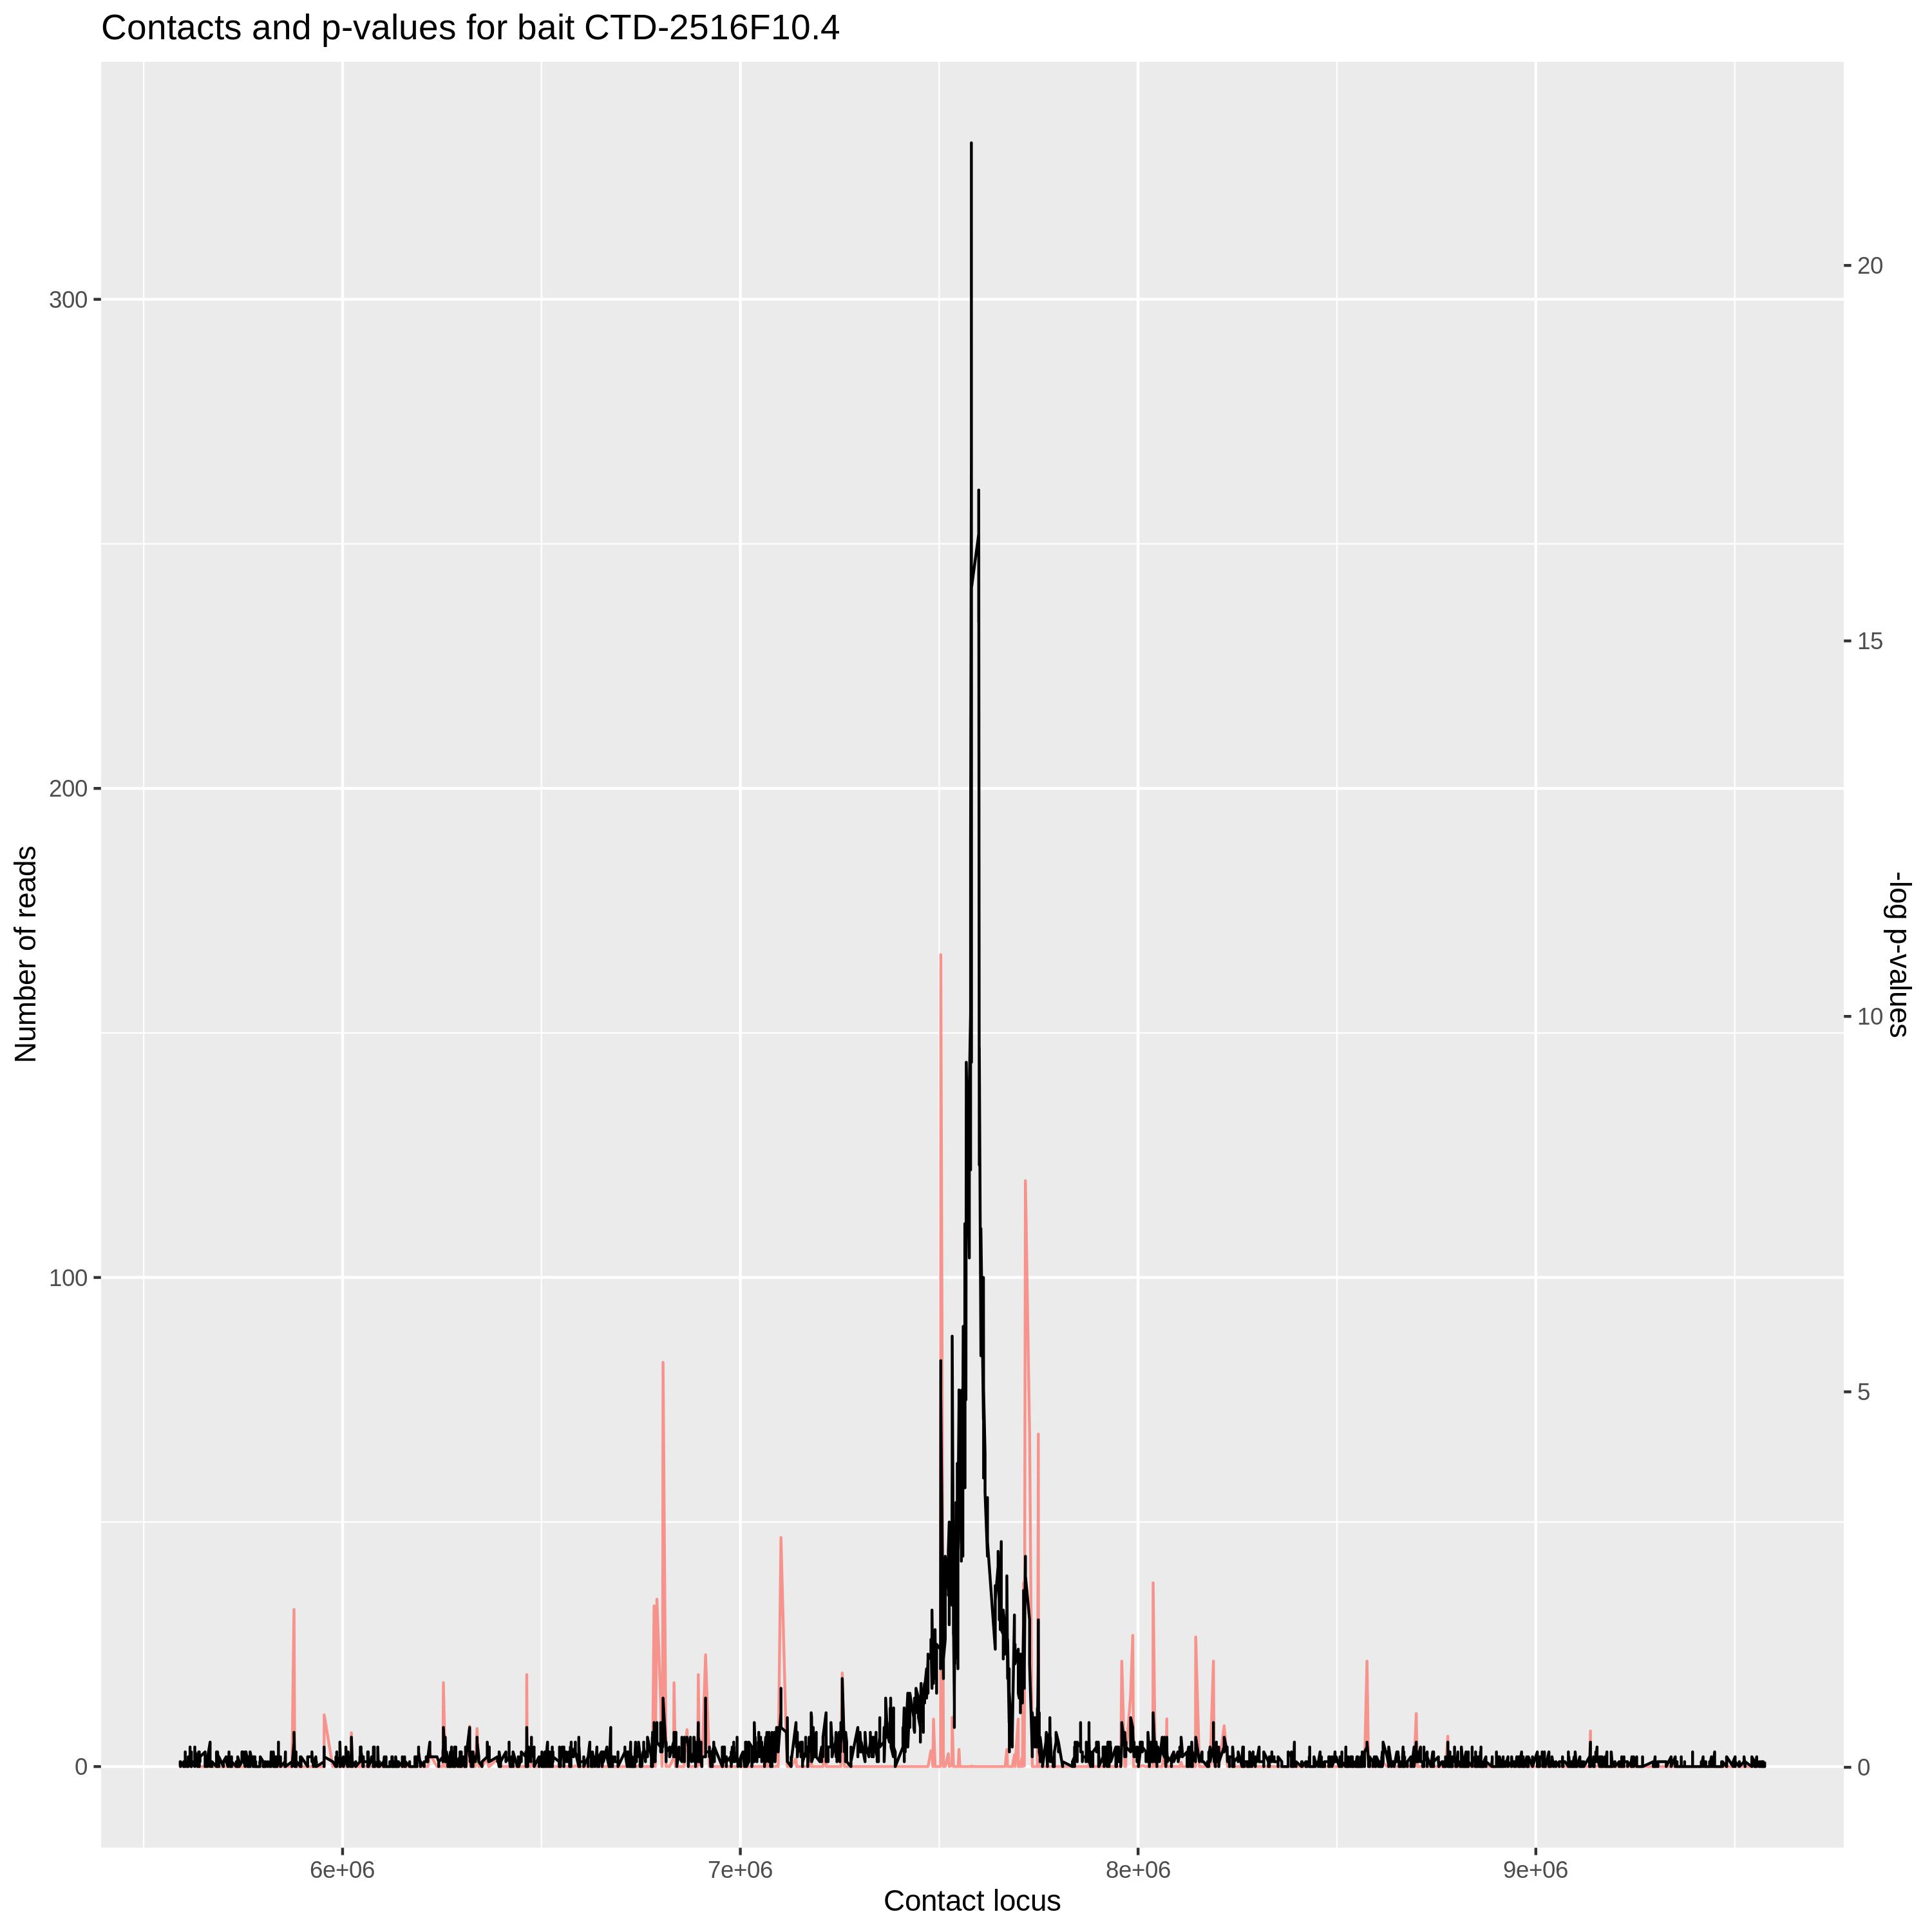 Contacts and p-values for bait CTD-2516F10.4
Number of reads
300
200
100
0
20
15
10
5
0
-log p-values
6e+06 7e+06 8e+06 9e+06
Contact locus